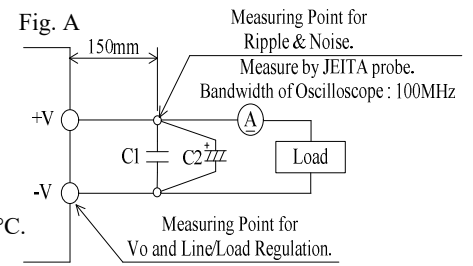 Fig. A
150mm
Measuring Point for
Ripple & Noise.
Measure by JEITA probe.
Bandwidth of Oscilloscope : 100MHz
+V
A
C1
C2
+
Load
-V
°C.
Measuring Point for
Vo and Line/Load Regulation.